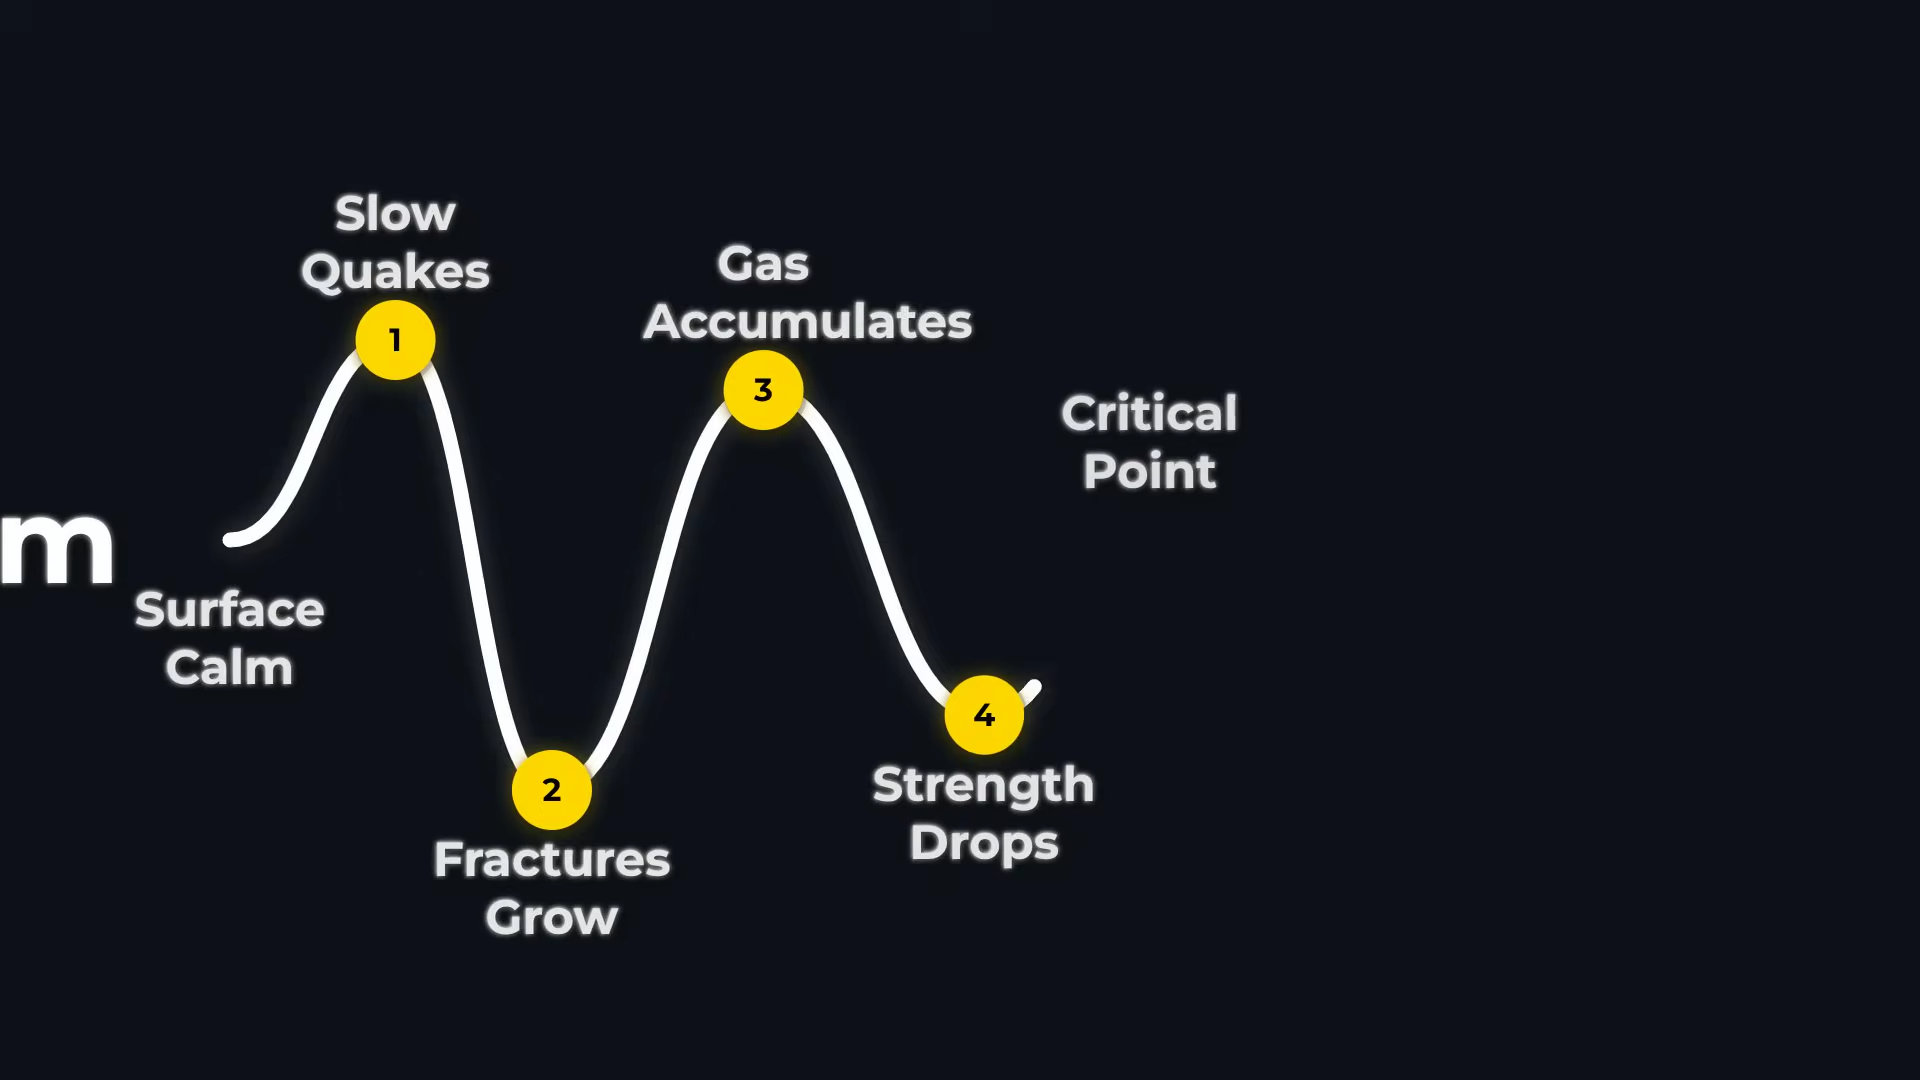 m
Surface
Calm
Slow
Quakes
1
2
Fractures
Grow
Gas
Accumulates
3
4
Strength
Drops
Critical
Point